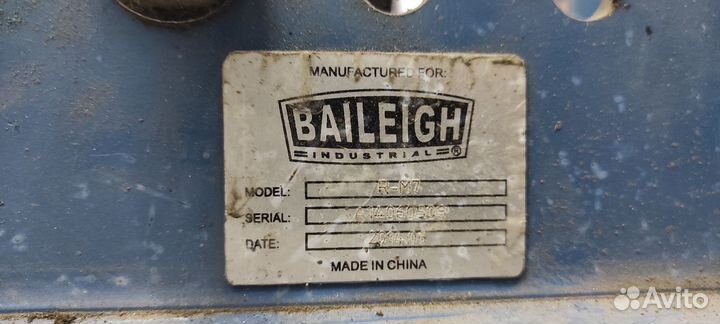 MANUFACTURED FOR:
BAILEIGH
INDUSTRIAL ®
MODEL: R-M7
SERIAL:
DATE:
MADE IN CHINA
Avito